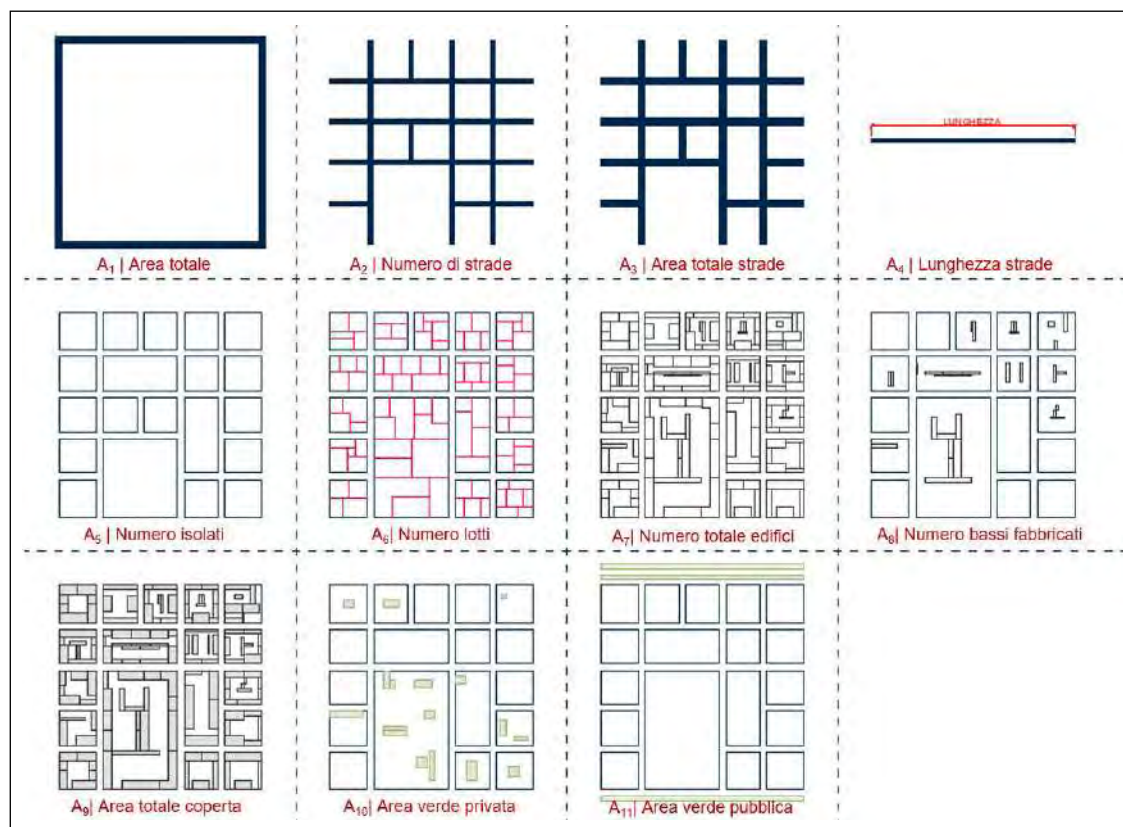 LUNGHEZZA
A₁ | Area totale
A₂ | Numero di strade
A₃ | Area totale strade
A₄ | Lunghezza strade
A₅ | Numero isolati
A₆| Numero lotti
A₇| Numero totale edifici
A₈| Numero bassi fabbricati
A₉| Area totale coperta
A₁₀| Area verde privata
A₁₁| Area verde pubblica